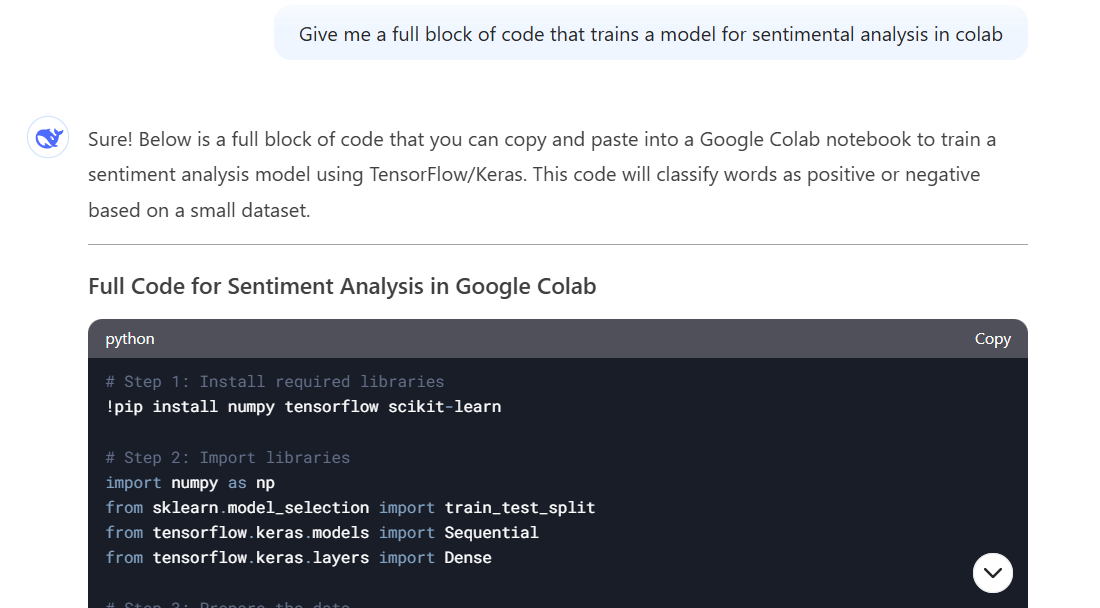 Give me a full block of code that trains a model for sentimental analysis in colab
Sure! Below is a full block of code that you can copy and paste into a Google Colab notebook to train a
sentiment analysis model using TensorFlow/Keras. This code will classify words as positive or negative
based on a small dataset.
Full Code for Sentiment Analysis in Google Colab
python
Copy
# Step 1: Install required libraries
!pip install numpy tensorflow scikit-learn
# Step 2: Import libraries
import numpy as np
from sklearn.model_selection import train_test_split
from tensorflow.keras.models import Sequential
from tensorflow.keras.layers import Dense
# Step 3: Prepare the data